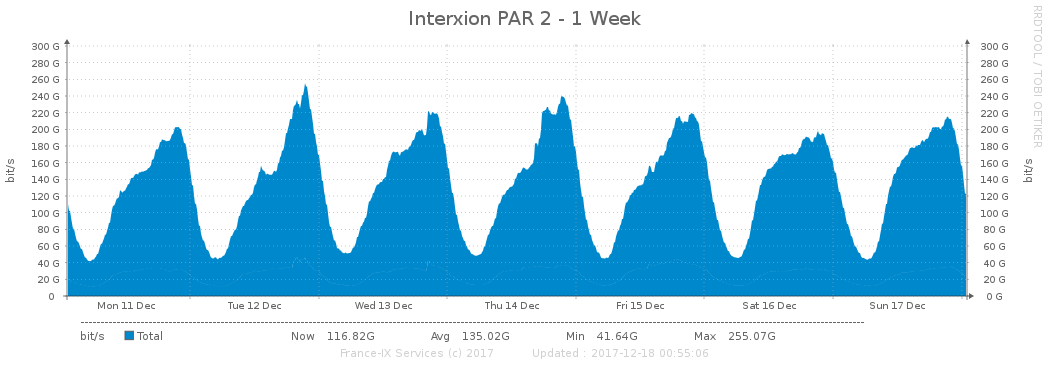 Interxion PAR 2 - 1 Week
RRDTOOL / TOBI OETIKER
bit/s
300 G 300 G
280 G 280 G
260 G 260 G
240 G 240 G
220 G 220 G
200 G 200 G
180 G 180 G
160 G 160 G
140 G 140 G
120 G 120 G
100 G 100 G
80 G 80 G
60 G 60 G
40 G 40 G
20 G 20 G
0 0 G
bit/s
Mon 11 Dec Tue 12 Dec Wed 13 Dec Thu 14 Dec Fri 15 Dec Sat 16 Dec Sun 17 Dec
bit/s Total Now 116.82G Avg 135.02G Min 41.64G Max 255.07G
France-IX Services (c) 2017 Updated : 2017-12-18 00:55:06